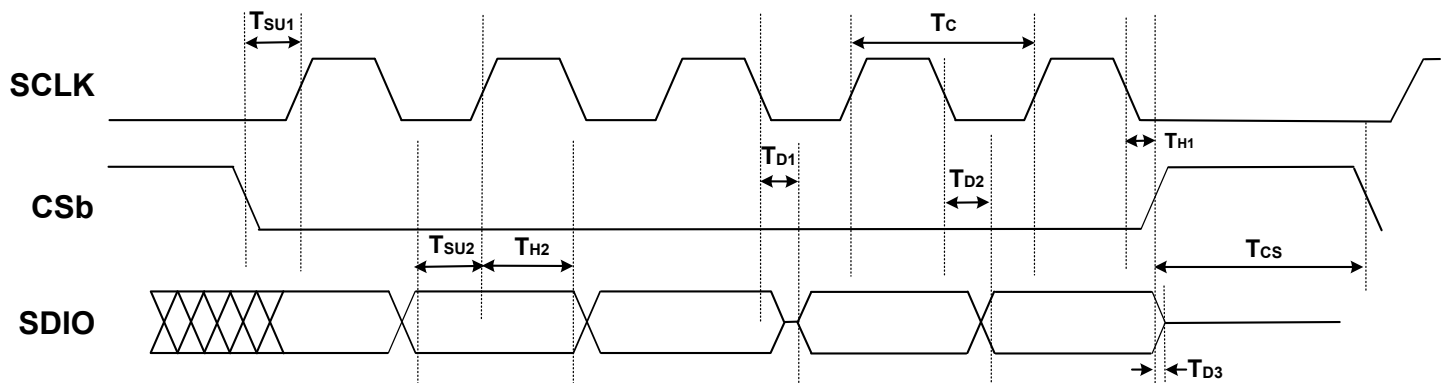 TSU1
TC
SCLK
TH1
TD1
TD2
CSb
TSU2
TH2
TCS
SDIO
TD3